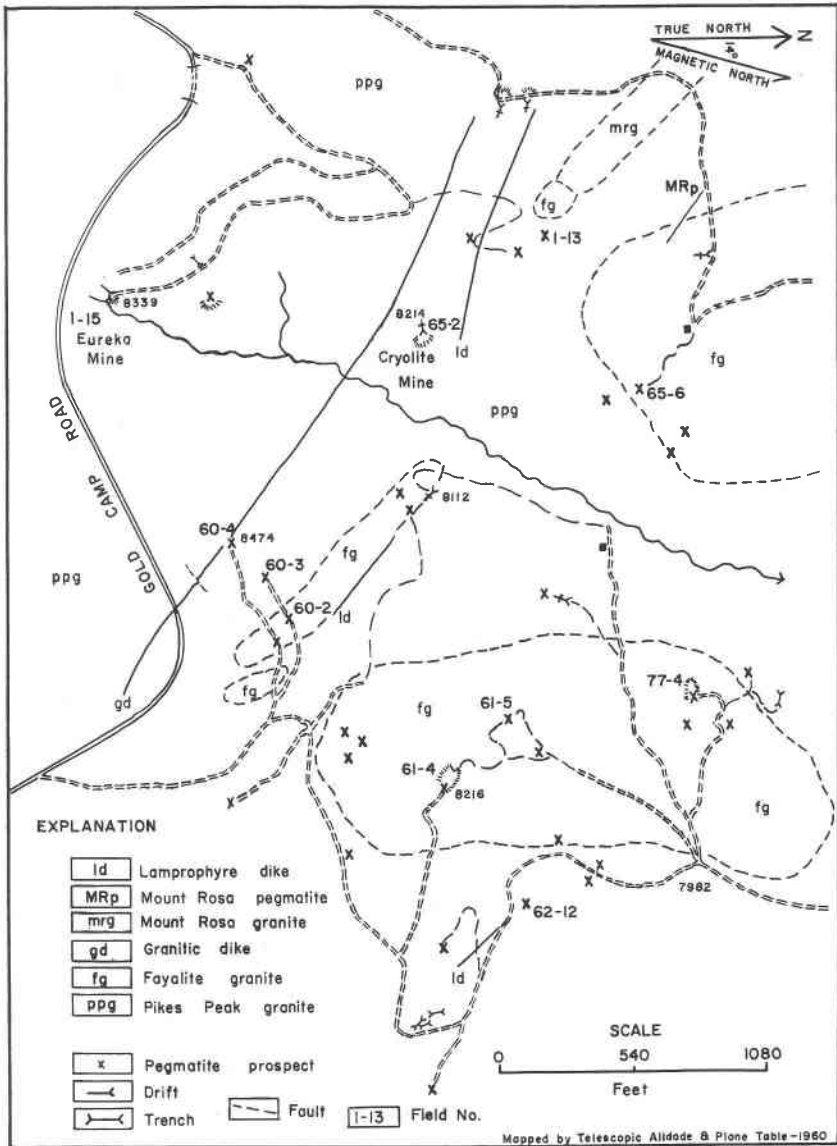 TRUE NORTH
N
4°
MAGNETIC NORTH
ppg
mrg
MRp
fg
1-13
8339
1-15
Eureka
Mine
8214
65-2
Cryolite
Mine
ld
fg
65-6
ppg
GOLD CAMP ROAD
8112
60-4
8474
fg
60-3
ppg
60-2
ld
fg
gd
77-4
61-5
fg
61-4
8216
fg
7982
62-12
ld
EXPLANATION
ld Lamprophyre dike
MRp Mount Rosa pegmatite
mrg Mount Rosa granite
gd Granitic dike
fg Fayalite granite
ppg Pikes Peak granite
x Pegmatite prospect
Drift
Trench
Fault
1-13 Field No.
SCALE
0 540 1080
Feet
Mapped by Telescopic Alidade & Plane Table-1960